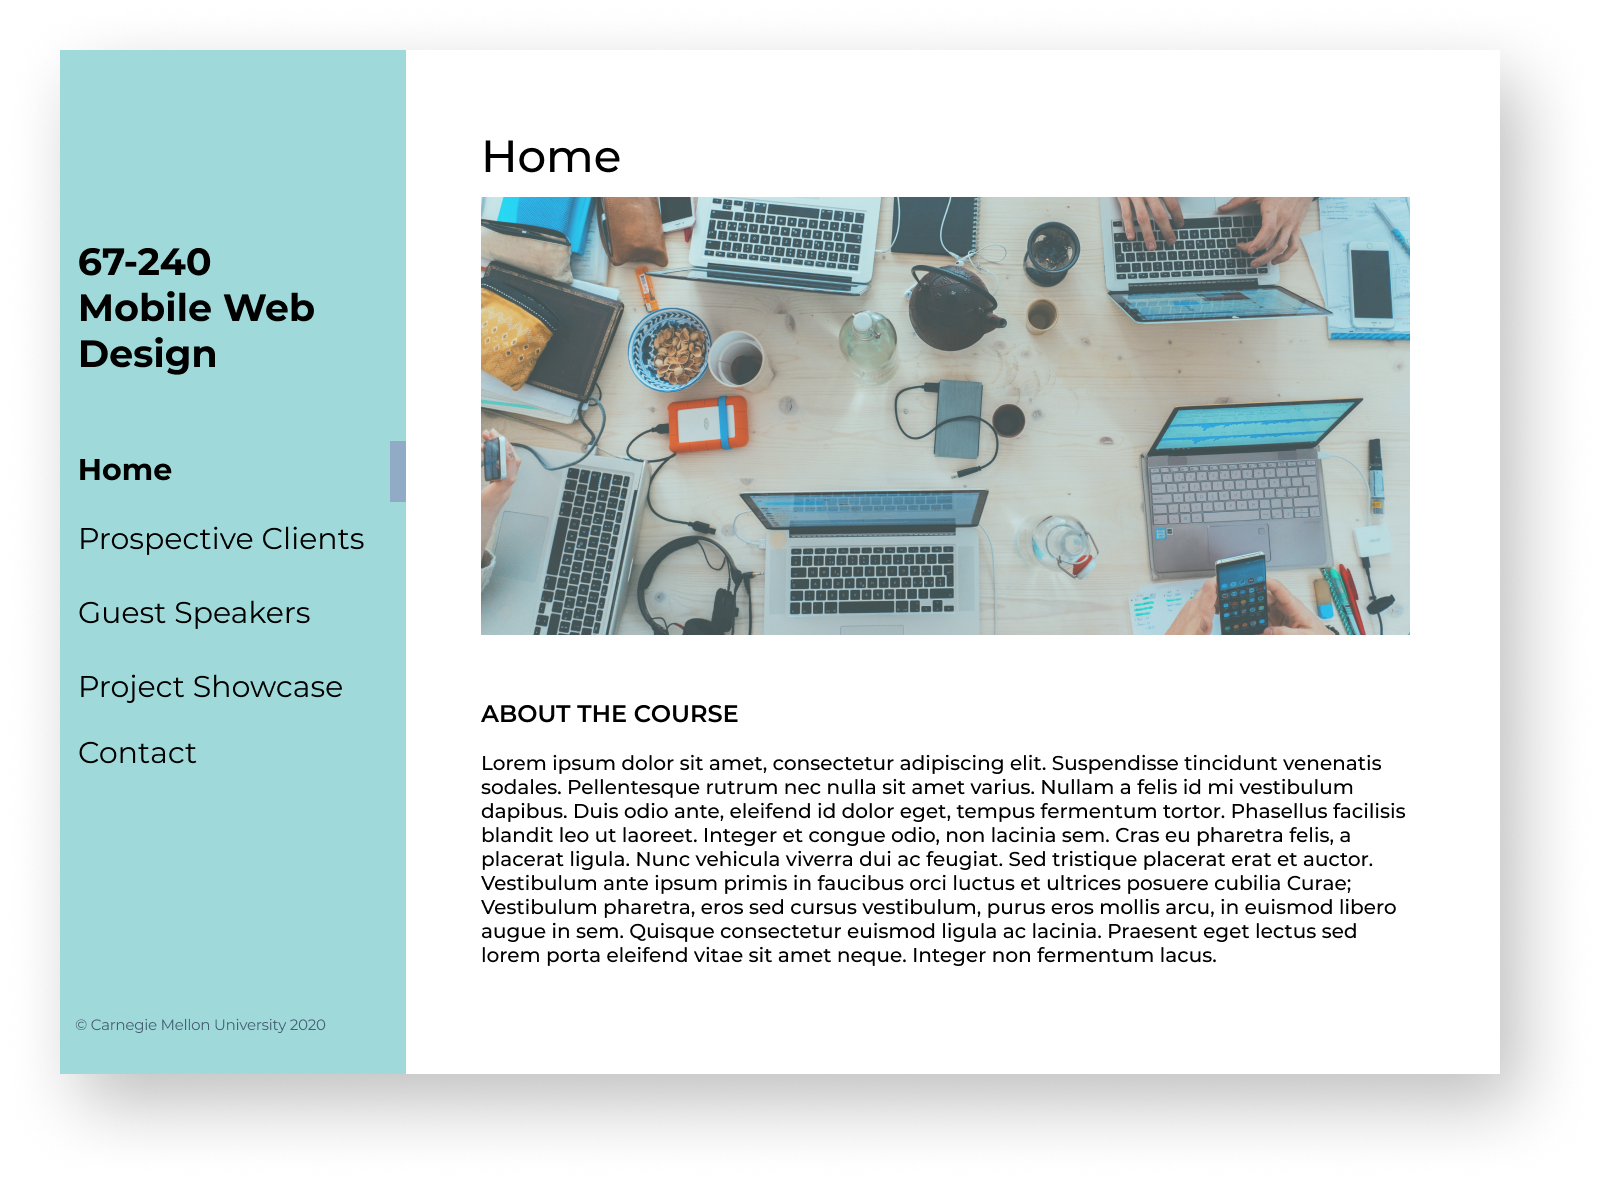 67-240
Mobile Web
Design
Home
Prospective Clients
Guest Speakers
Project Showcase
Contact
© Carnegie Mellon University 2020
Home
ABOUT THE COURSE
Lorem ipsum dolor sit amet, consectetur adipiscing elit. Suspendisse tincidunt venenatis
sodales. Pellentesque rutrum nec nulla sit amet varius. Nullam a felis id mi vestibulum
dapibus. Duis odio ante, eleifend id dolor eget, tempus fermentum tortor. Phasellus facilisis
blandit leo ut laoreet. Integer et congue odio, non lacinia sem. Cras eu pharetra felis, a
placerat ligula. Nunc vehicula viverra dui ac feugiat. Sed tristique placerat erat et auctor.
Vestibulum ante ipsum primis in faucibus orci luctus et ultrices posuere cubilia Curae;
Vestibulum pharetra, eros sed cursus vestibulum, purus eros mollis arcu, in euismod libero
augue in sem. Quisque consectetur euismod ligula ac lacinia. Praesent eget lectus sed
lorem porta eleifend vitae sit amet neque. Integer non fermentum lacus.